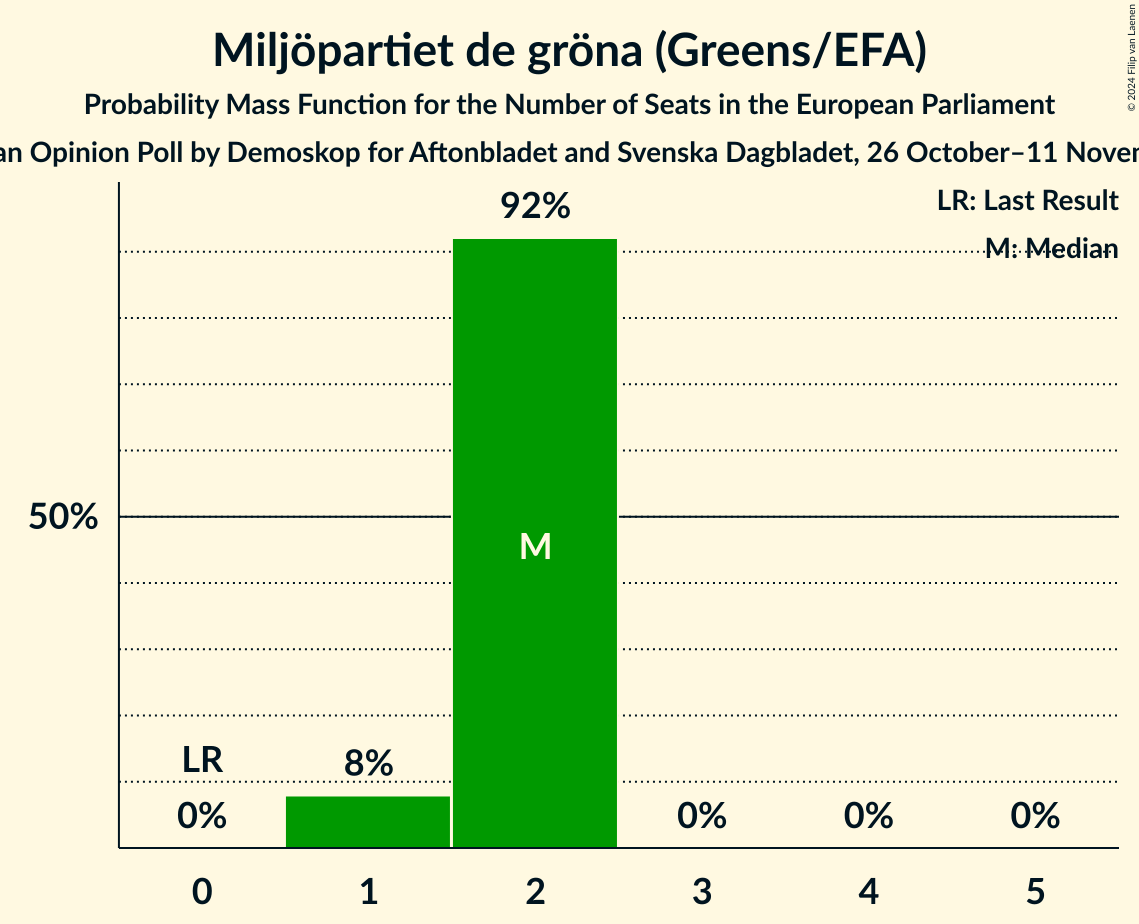 Miljöpartiet de gröna (Greens/EFA)
Probability Mass Function for the Number of Seats in the European Parliament
an Opinion Poll by Demoskop for Aftonbladet and Svenska Dagbladet, 26 October–11
© 2024 Filip van Laenen
LR: Last Result
M: Median
92%
50%
M
LR
8%
0%
0%
0%
0%
0 1 2 3 4 5